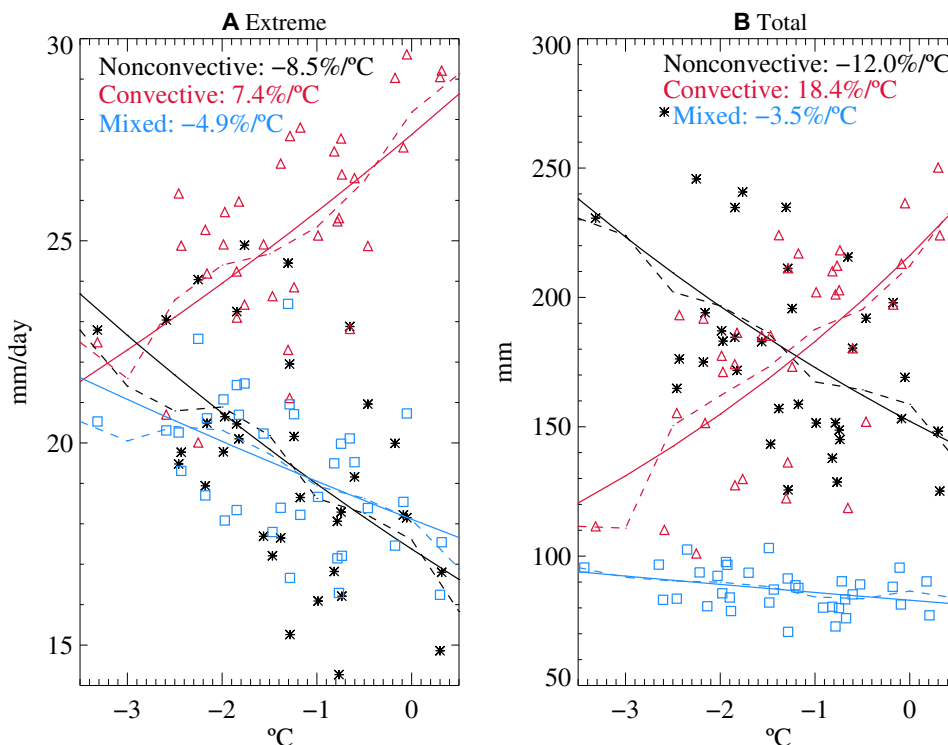 A Extreme
B Total
30
25
20
15
mm/day
Nonconvective: −8.5%/ºC
Convective: 7.4%/ºC
Mixed: −4.9%/ºC
−3 −2 −1 0
ºC
300
250
200
150
100
50
mm
Nonconvective: −12.0%/ºC
Convective: 18.4%/ºC
Mixed: −3.5%/ºC
−3 −2 −1 0
ºC